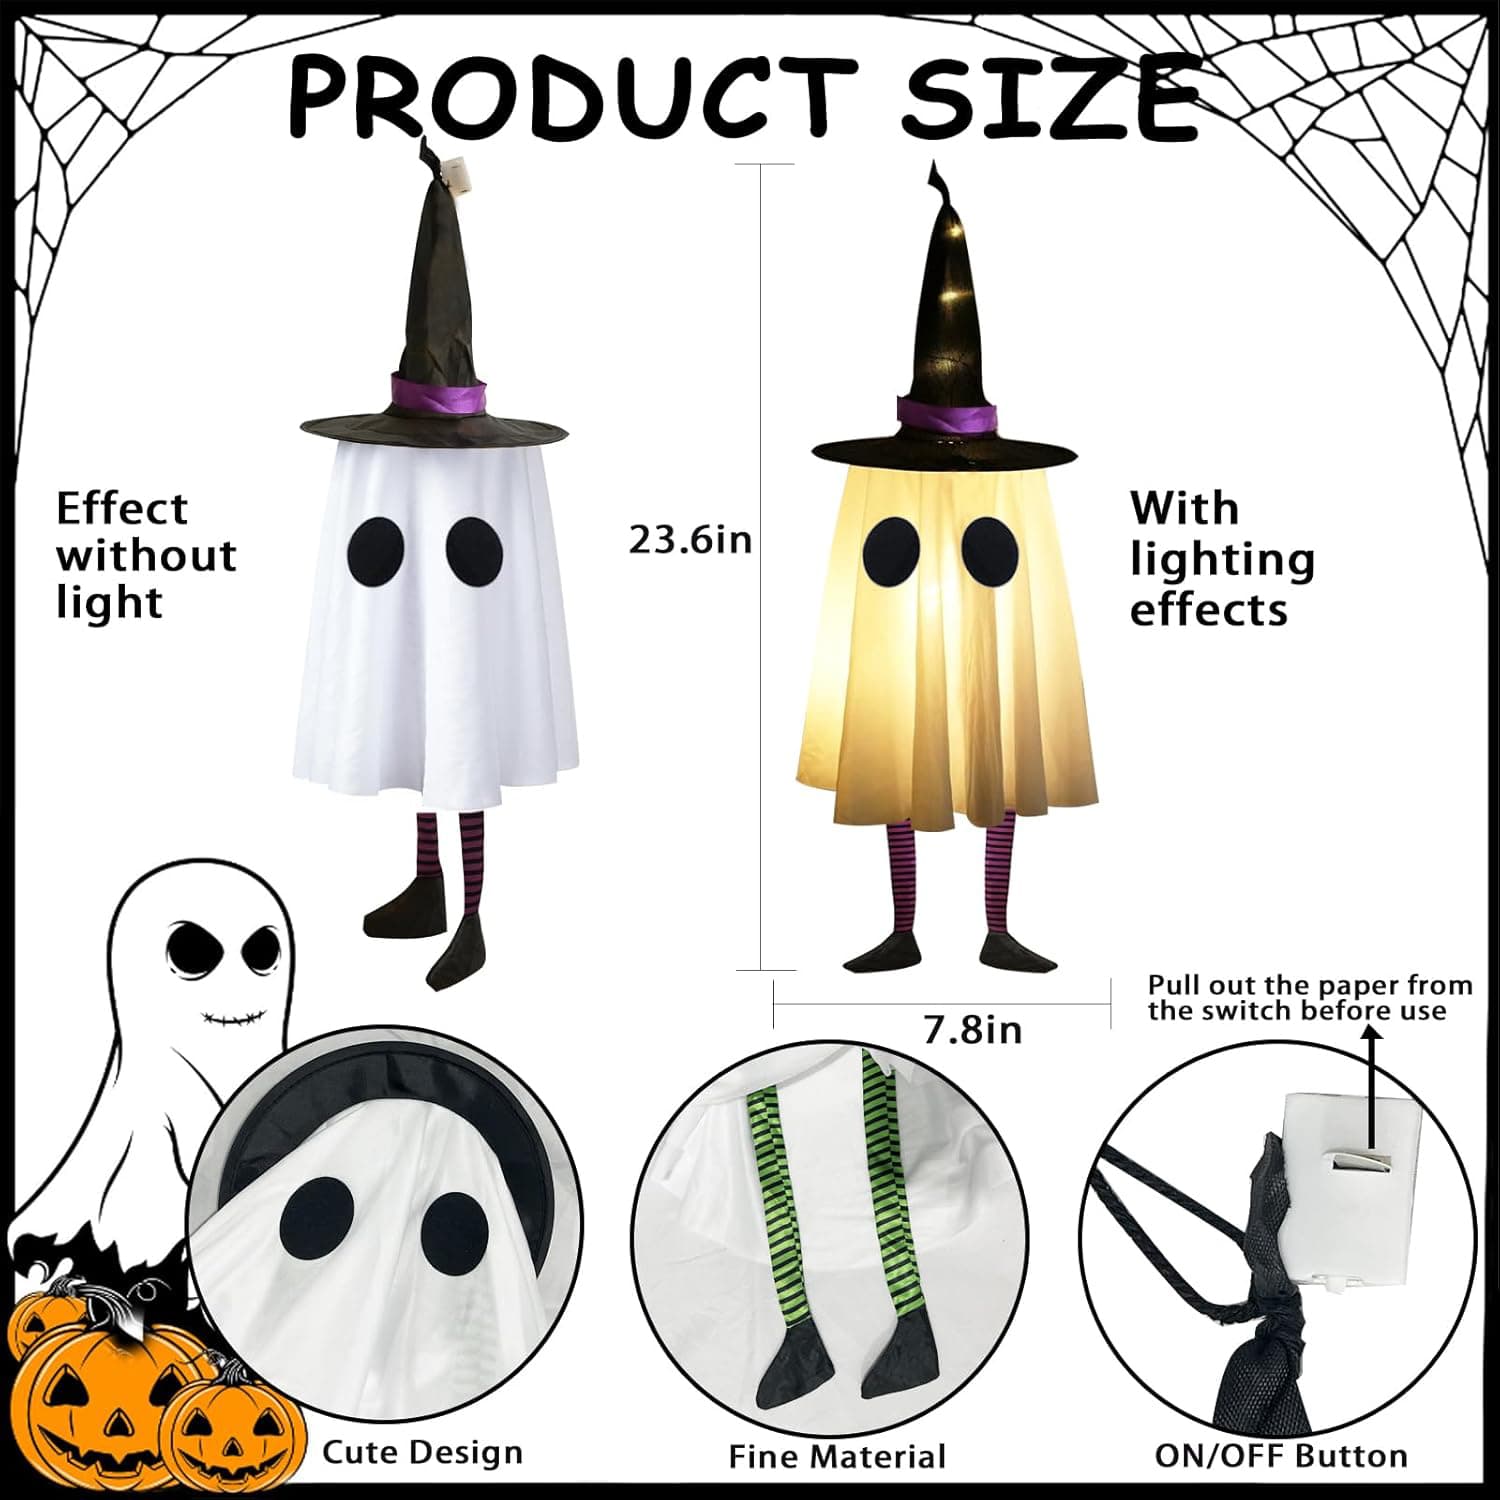 PRODUCT SIZE
Effect
without
light
23.6in
With
lighting
effects
7.8in
Pull out the paper from
the switch before use
Cute Design
Fine Material
ON/OFF Button